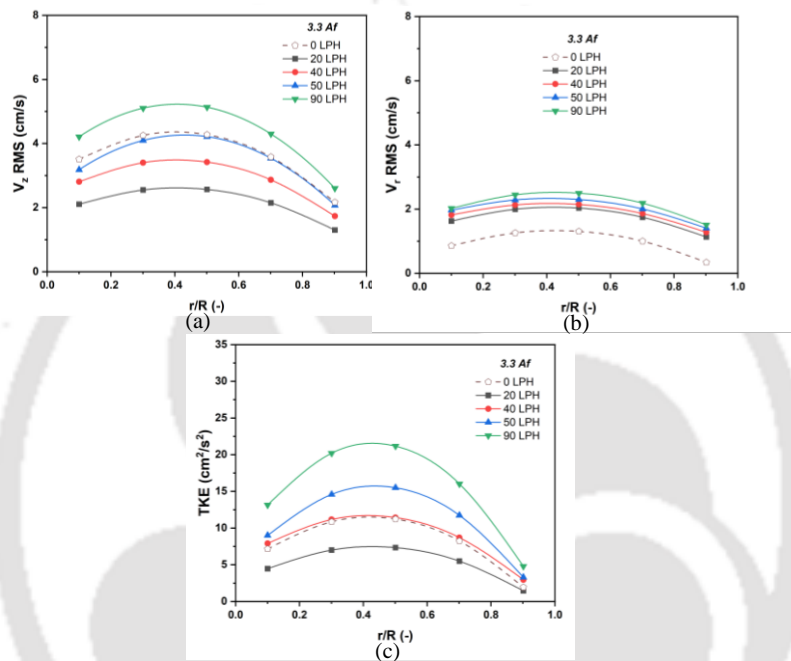 3.3 Af
0 LPH
20 LPH
40 LPH
50 LPH
90 LPH
V_z RMS (cm/s)
8
6
4
2
0
0.0 0.2 0.4 0.6 0.8 1.0
r/R (-)
(a)
3.3 Af
0 LPH
20 LPH
40 LPH
50 LPH
90 LPH
V_r RMS (cm/s)
8
6
4
2
0
0.0 0.2 0.4 0.6 0.8 1.0
r/R (-)
(b)
3.3 Af
0 LPH
20 LPH
40 LPH
50 LPH
90 LPH
TKE (cm²/s²)
35
30
25
20
15
10
5
0
0.0 0.2 0.4 0.6 0.8 1.0
r/R (-)
(c)